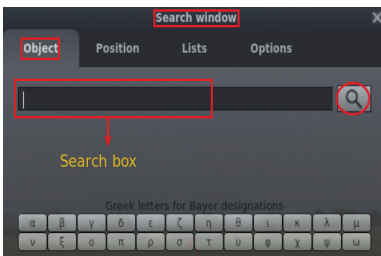 Search window X
Object Position Lists Options
Search box
Greek letters for Bayer designations
α β γ δ ε ζ η θ ι κ λ μ
ν ξ ο π ρ σ τ υ φ χ ψ ω